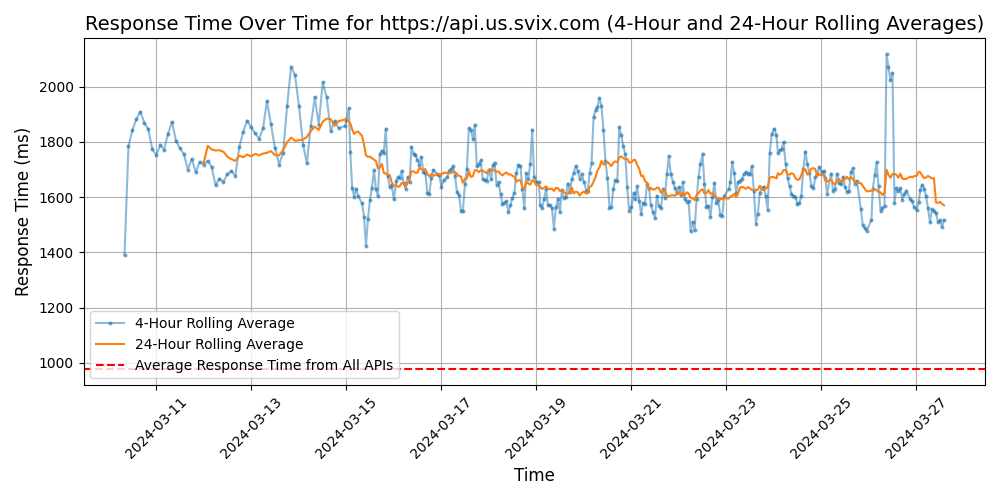 Response Time Over Time for https://api.us.svix.com (4-Hour and 24-Hour Rolling Averages)
Response Time (ms)
2000
1800
1600
1400
1200
1000
4-Hour Rolling Average
24-Hour Rolling Average
Average Response Time from All APIs
2024-03-11
2024-03-13
2024-03-15
2024-03-17
2024-03-19
2024-03-21
2024-03-23
2024-03-25
2024-03-27
Time